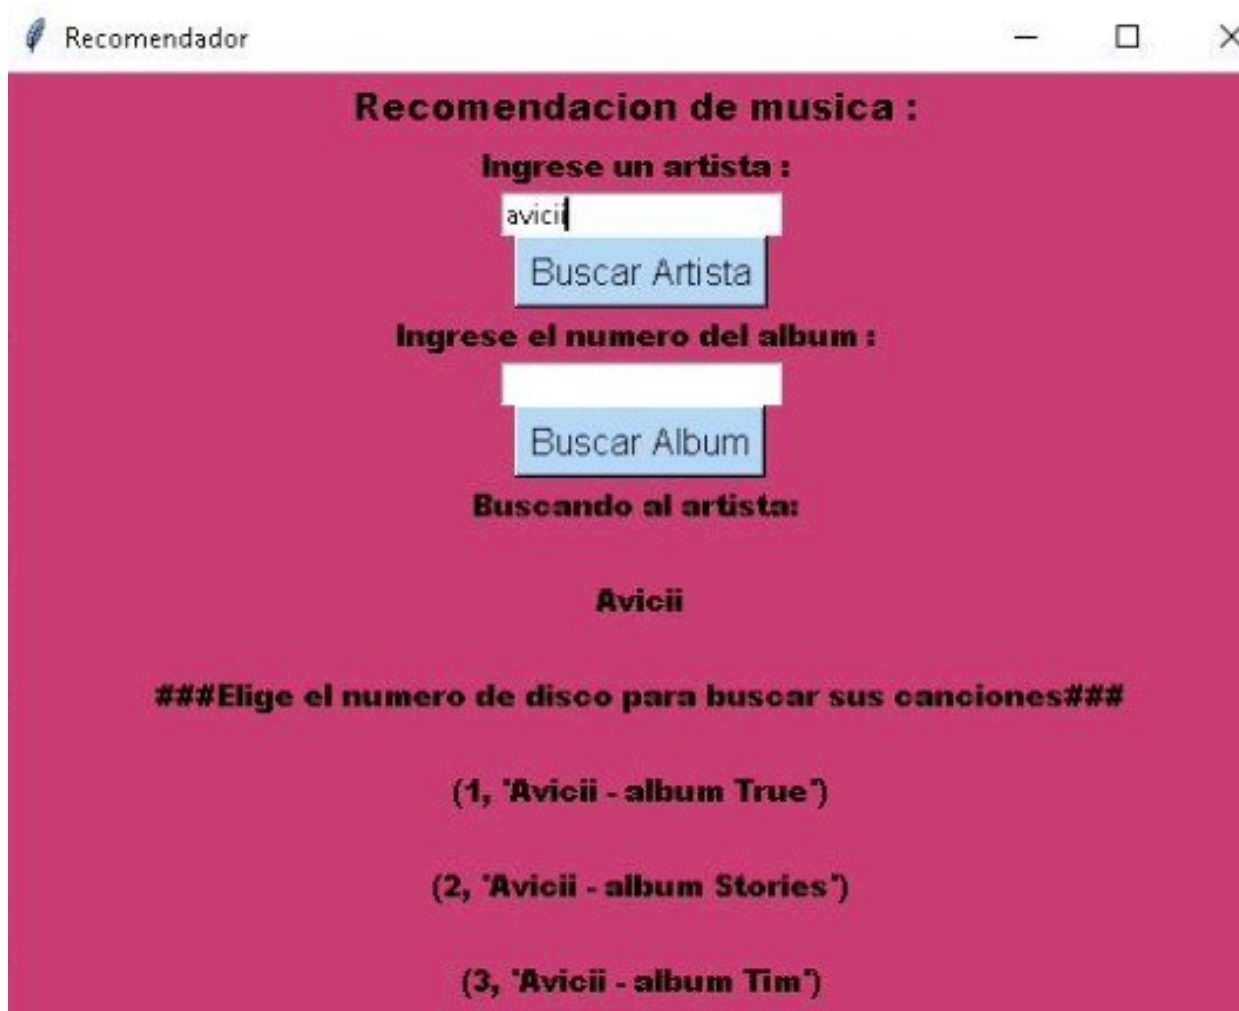 Recomendador
Recomendacion de musica :
Ingrese un artista :
avicii
Buscar Artista
Ingrese el numero del album :
Buscar Album
Buscando al artista:
Avicii
###Elige el numero de disco para buscar sus canciones###
(1, 'Avicii - album True')
(2, 'Avicii - album Stories')
(3, 'Avicii - album Tim')